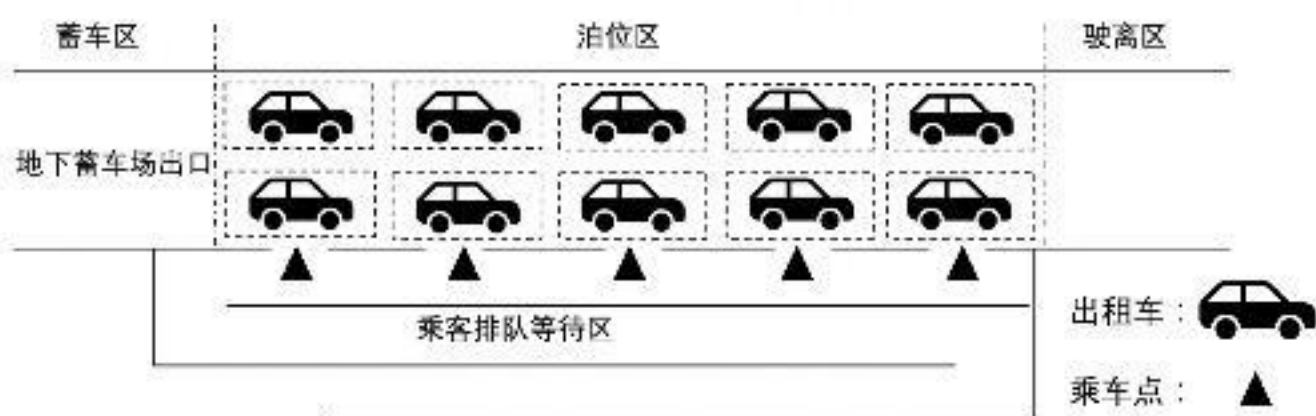 蓄车区
泊位区
驶离区
地下蓄车场出口
乘客排队等待区
出租车：
乘车点：